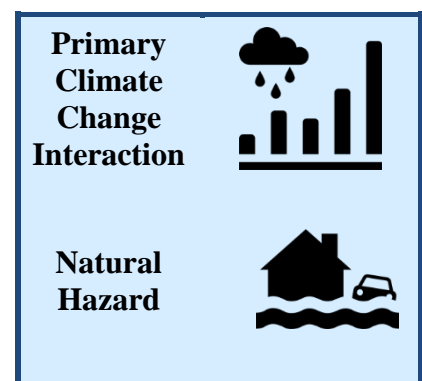 Primary
Climate
Change
Interaction
Natural
Hazard